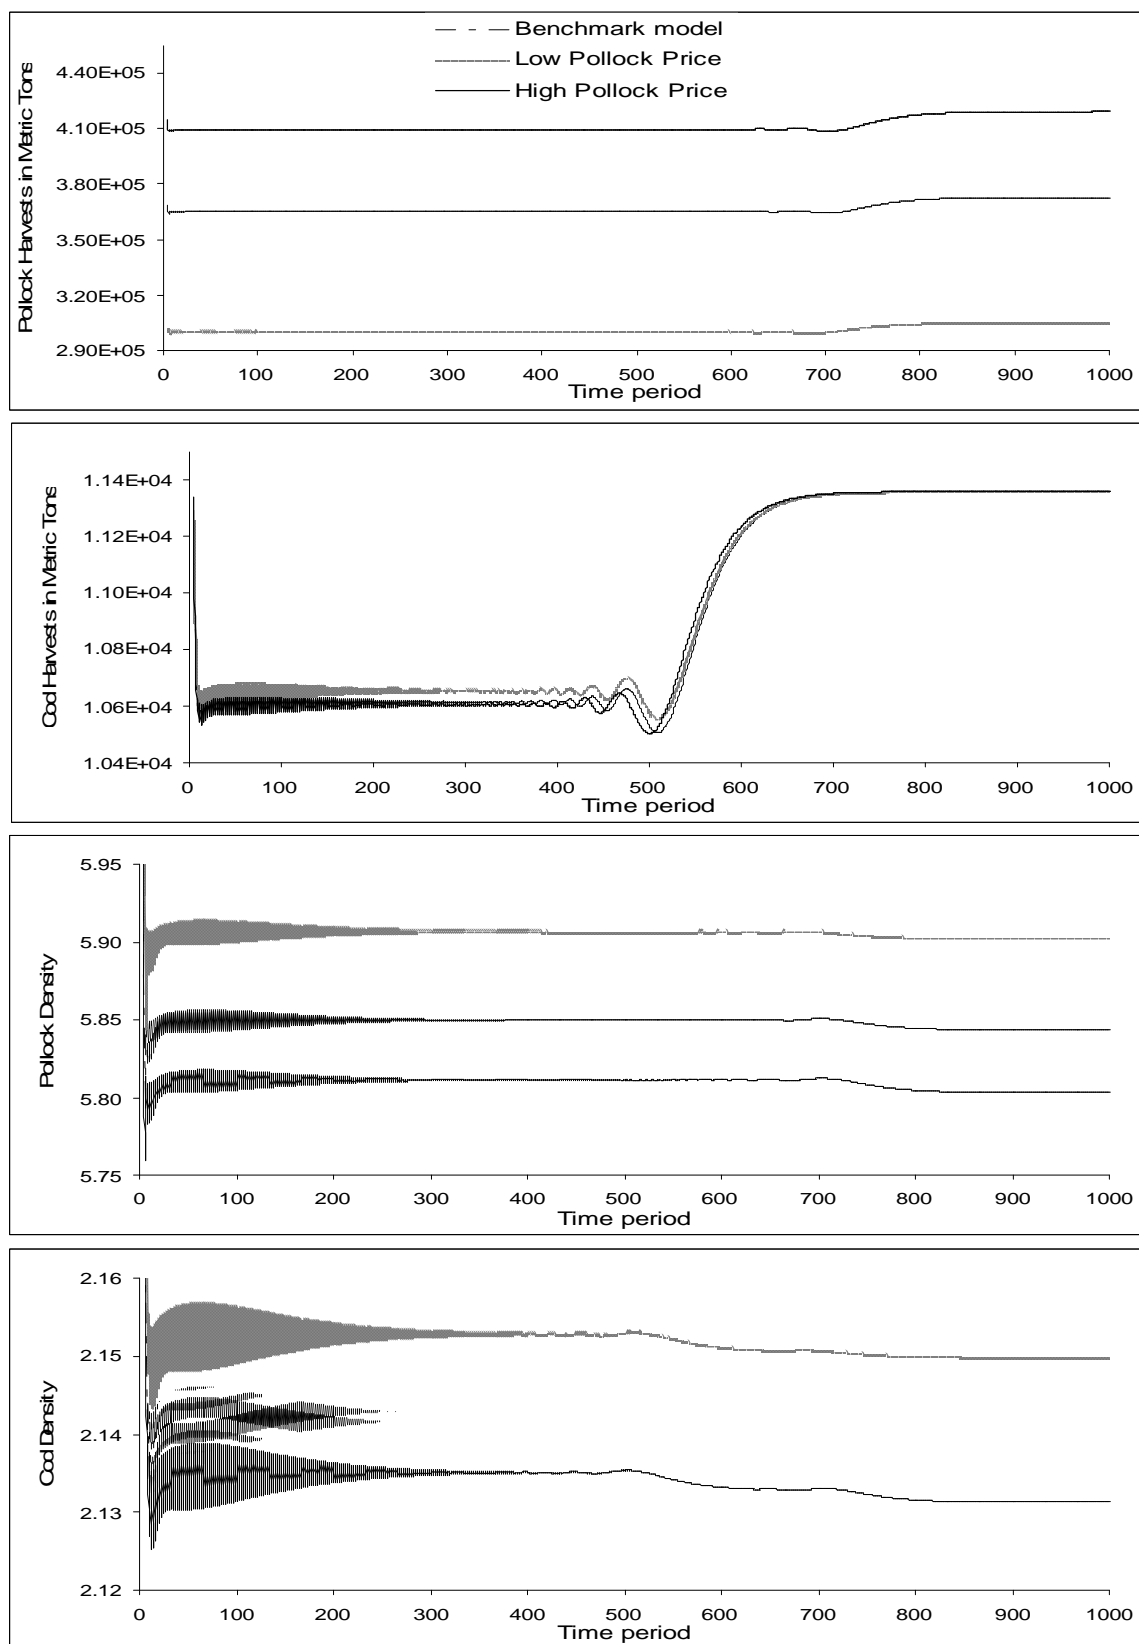 Benchmark model
Low Pollock Price
High Pollock Price
Pollock Harvests in Metric Tons
4.40E+05
4.10E+05
3.80E+05
3.50E+05
3.20E+05
2.90E+05
0 100 200 300 400 500 600 700 800 900 1000
Time period
Cod Harvests in Metric Tons
1.14E+04
1.12E+04
1.10E+04
1.08E+04
1.06E+04
1.04E+04
0 100 200 300 400 500 600 700 800 900 1000
Time period
Pollock Density
5.95
5.90
5.85
5.80
5.75
0 100 200 300 400 500 600 700 800 900 1000
Time period
Cod Density
2.16
2.15
2.14
2.13
2.12
0 100 200 300 400 500 600 700 800 900 1000
Time period